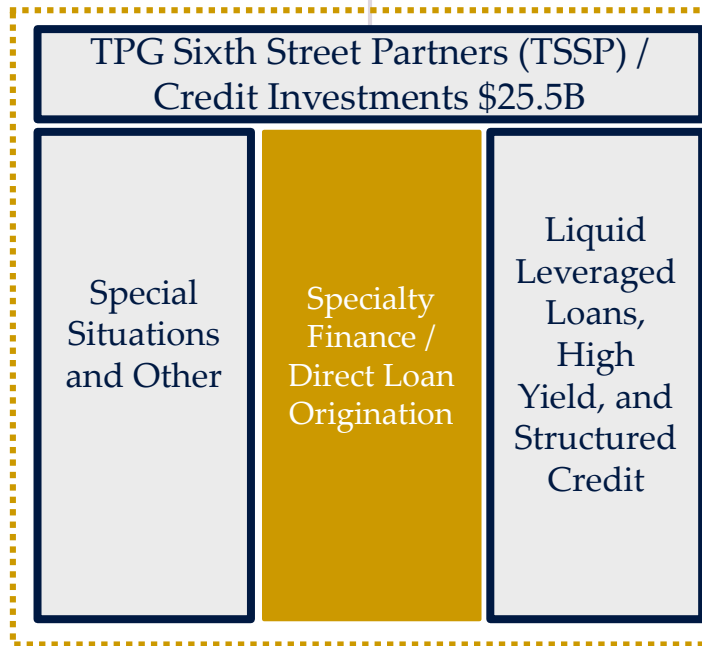 TPG Sixth Street Partners (TSSP) /
Credit Investments $25.5B
Special
Situations
and Other
Specialty
Finance /
Direct Loan
Origination
Liquid
Leveraged
Loans,
High
Yield, and
Structured
Credit